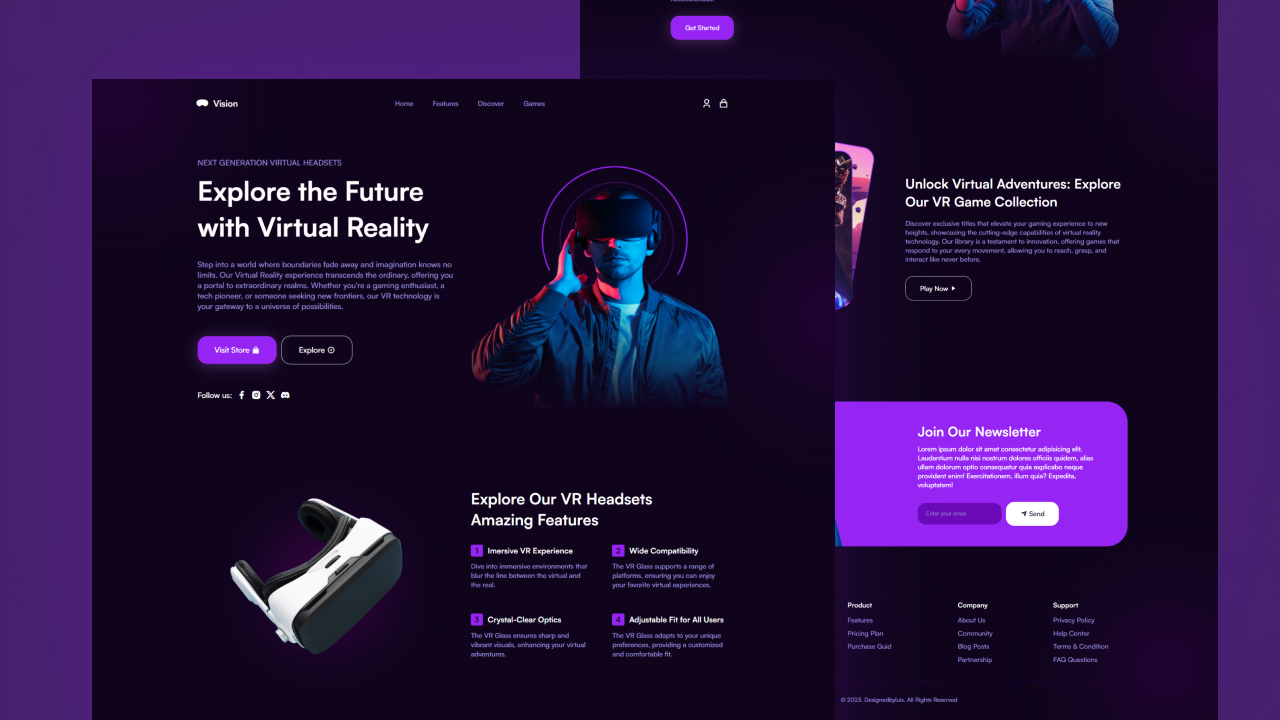 Vision
Home
Features
Discover
Games
NEXT GENERATION VIRTUAL HEADSETS
Explore the Future
with Virtual Reality
Step into a world where boundaries fade away and imagination knows no
limits. Our Virtual Reality experience transcends the ordinary, offering you
a portal to extraordinary realms. Whether you're a gaming enthusiast, a
tech pioneer, or someone seeking new frontiers, our VR technology is
your gateway to a universe of possibilities.
Visit Store
Explore
Follow us:
Explore Our VR Headsets
Amazing Features
1 Imersive VR Experience
Dive into immersive environments that
blur the line between the virtual and
the real.
2 Wide Compatibility
The VR Glass supports a range of
platforms, ensuring you can enjoy
your favorite virtual experiences.
3 Crystal-Clear Optics
The VR Glass ensures sharp and
vibrant visuals, enhancing your virtual
adventures.
4 Adjustable Fit for All Users
The VR Glass adapts to your unique
preferences, providing a customized
and comfortable fit.
Get Started
Unlock Virtual Adventures: Explore
Our VR Game Collection
Discover exclusive titles that elevate your gaming experience to new
heights, showcasing the cutting-edge capabilities of virtual reality
technology. Our library is a testament to innovation, offering games that
respond to your every movement, allowing you to reach, grasp, and
interact like never before.
Play Now
Join Our Newsletter
Lorem ipsum dolor sit amet consectetur adipisicing elit.
Laudantium nulla nisi nostrum dolores officiis quidem, alias
ullam dolorum optio consequatur quia explicabo neque
provident enim! Exercitationem, illum quia? Expedita,
voluptatem!
Enter your email
Send
Product
Features
Pricing Plan
Purchase Guid
Company
About Us
Community
Blog Posts
Partnership
Support
Privacy Policy
Help Center
Terms & Condition
FAQ Questions
© 2023. Designedbyluis. All Rights Reserved